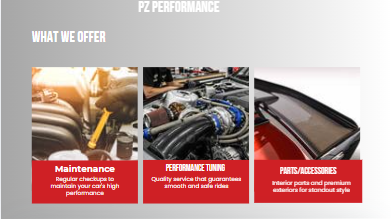 PZ PERFORMANCE
WHAT WE OFFER
Maintenance
Regular checkups to
maintain your car's high
performance
PERFORMANCE TUNING
Quality service that guarantees
smooth and safe rides
PARTS/ACCESSORIES
Interior parts and premium
exteriors for standout style